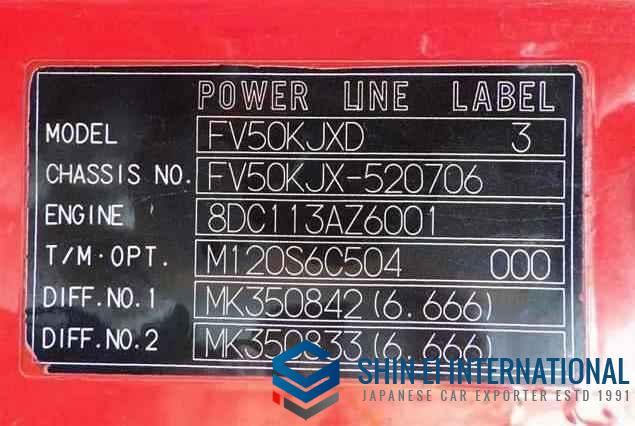 POWER LINE LABEL
MODEL FV50KJXD 3
CHASSIS NO. FV50KJX-520706
ENGINE 8DC113AZ6001
T/M·OPT. M120S6C504 000
DIFF.NO.1 MK350842(6.666)
DIFF.NO.2 MK350833(6.666)
SHIN-EI INTERNATIONAL
JAPANESE CAR EXPORTER ESTD 1991